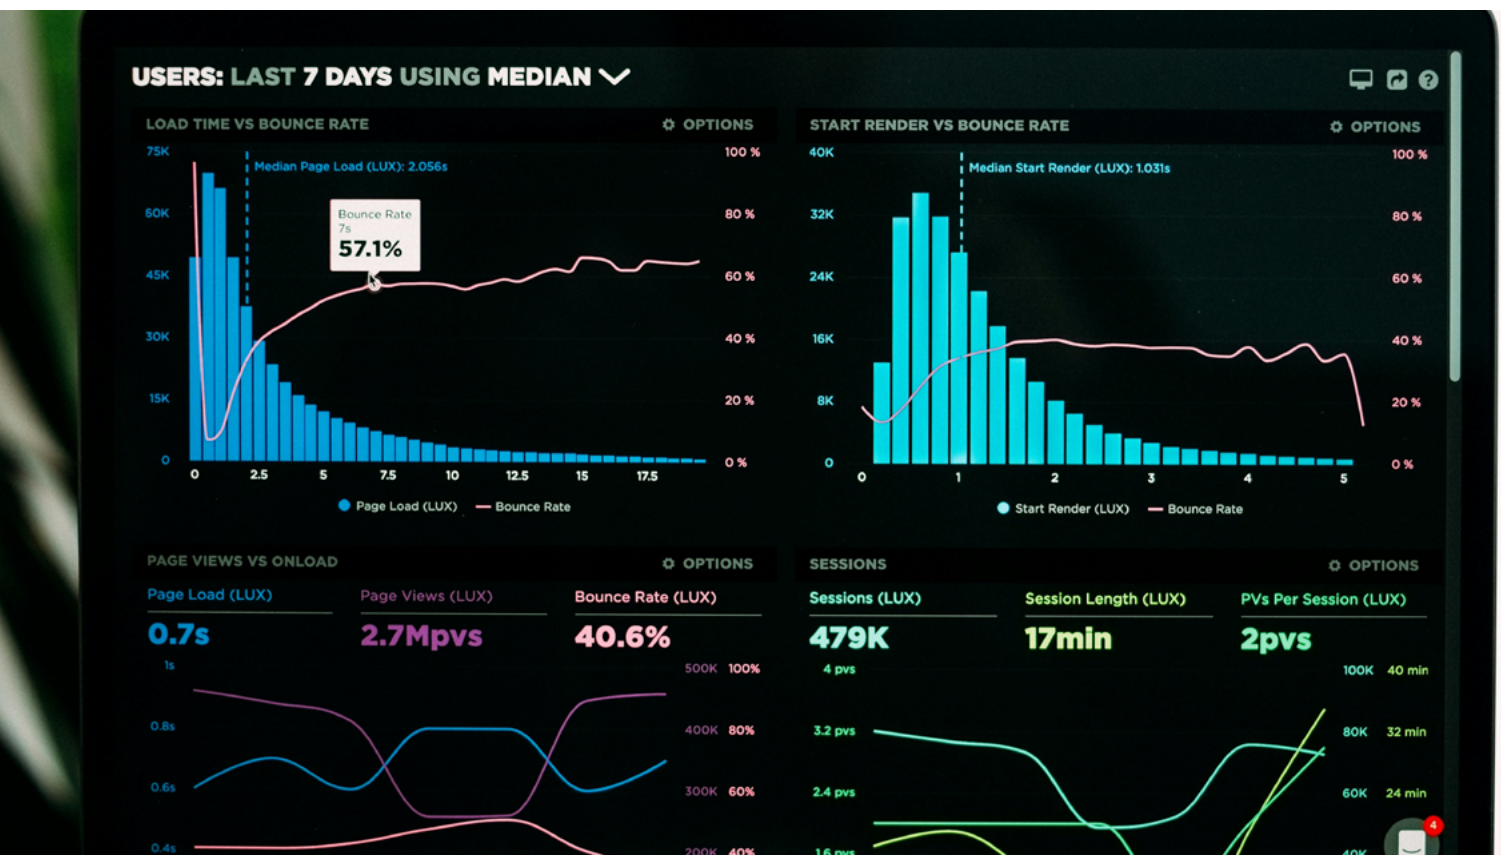 USERS: LAST 7 DAYS USING MEDIAN
LOAD TIME VS BOUNCE RATE
OPTIONS
75K
100 %
Median Page Load (LUX): 2.056s
60K
80 %
Bounce Rate
7s
57.1%
45K
60 %
30K
40 %
15K
20 %
0
0 %
0 2.5 5 7.5 10 12.5 15 17.5
Page Load (LUX) Bounce Rate
START RENDER VS BOUNCE RATE
OPTIONS
40K
100 %
Median Start Render (LUX): 1.031s
32K
80 %
24K
60 %
16K
40 %
8K
20 %
0
0 %
0 1 2 3 4 5
Start Render (LUX) Bounce Rate
PAGE VIEWS VS ONLOAD
OPTIONS
Page Load (LUX) Page Views (LUX) Bounce Rate (LUX)
0.7s 2.7Mpvs 40.6%
1s 500K 100%
0.8s 400K 80%
0.6s 300K 60%
0.4s 200K 40%
SESSIONS
OPTIONS
Sessions (LUX) Session Length (LUX) PVs Per Session (LUX)
479K 17min 2pvs
4 pvs 100K 40 min
3.2 pvs 80K 32 min
2.4 pvs 60K 24 min
1.6 pvs 40K
4